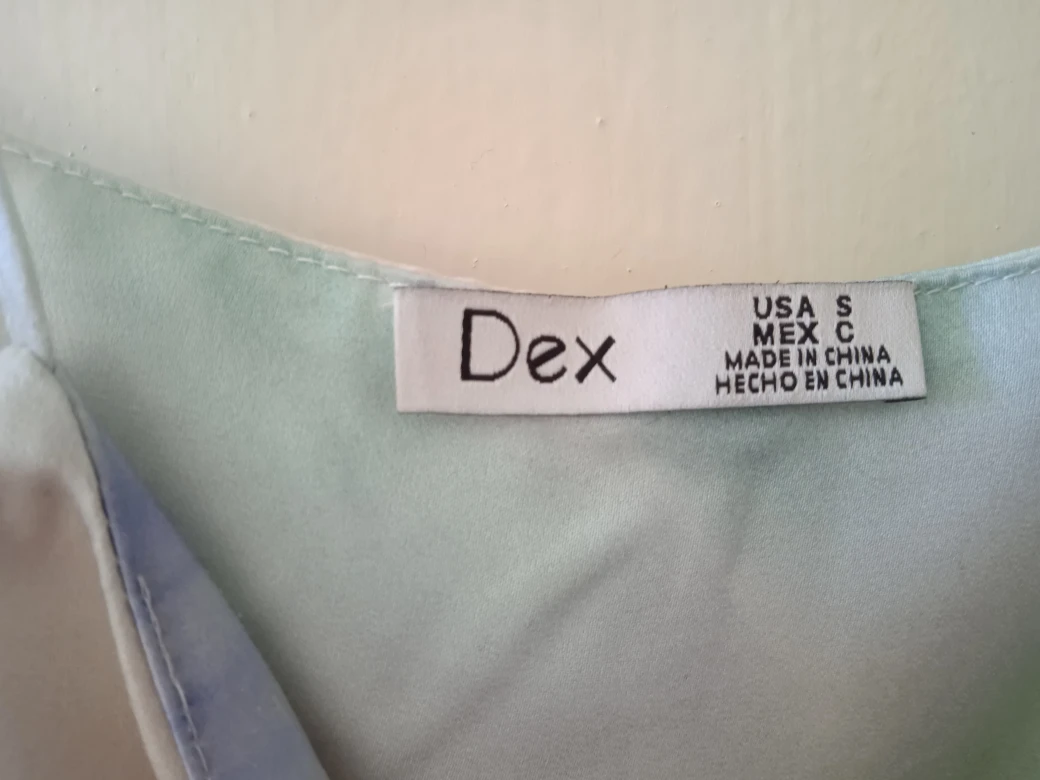 Dex
USA S
MEX C
MADE IN CHINA
HECHO EN CHINA